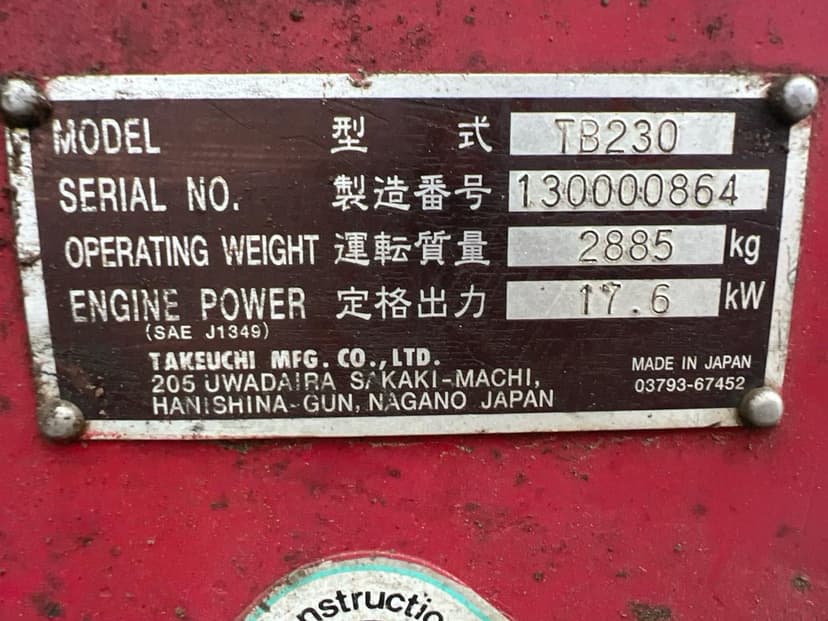 MODEL 型 式 TB230
SERIAL NO. 製造番号 130000864
OPERATING WEIGHT 運転質量 2885 kg
ENGINE POWER 定格出力 17.6 kW
(SAE J1349)
TAKEUCHI MFG. CO., LTD.
205 UWADAIRA SAKAKI-MACHI,
HANISHINA-GUN, NAGANO JAPAN
MADE IN JAPAN
03793-67452